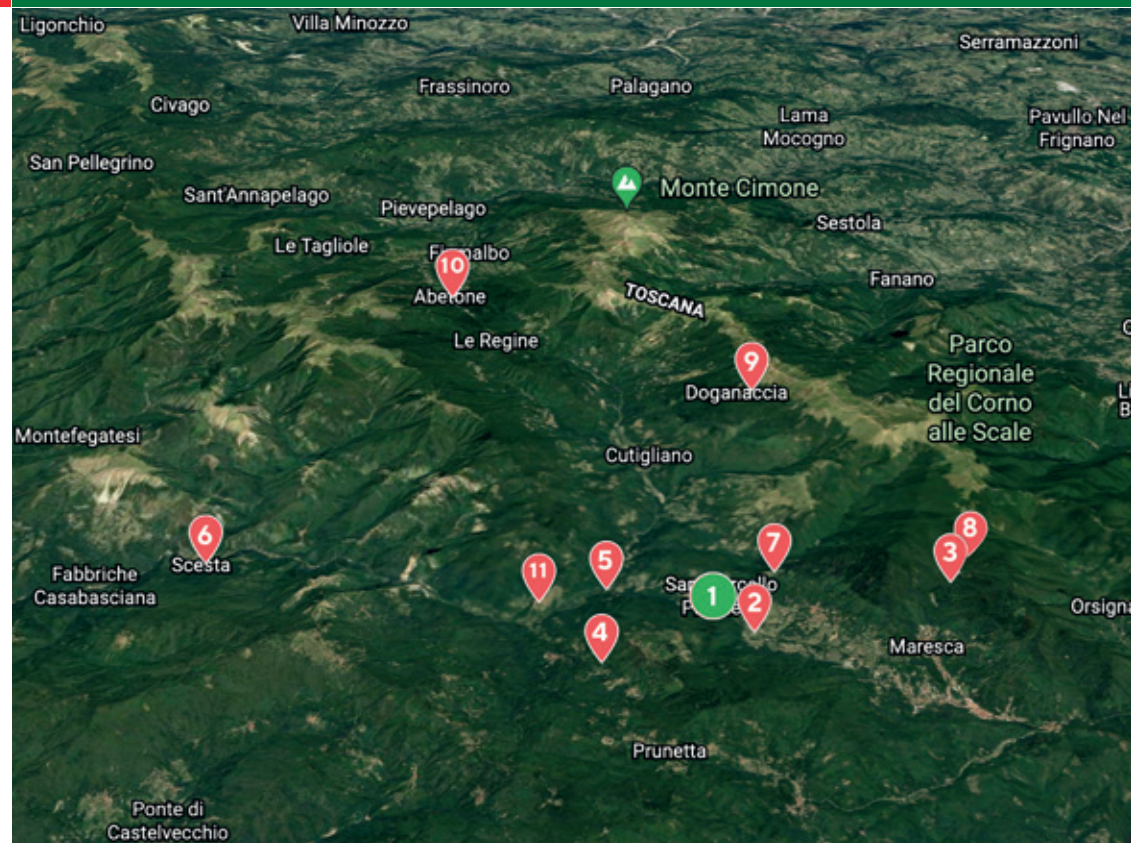 Ligonchio
Villa Minozzo
Serramazzoni
Frassinoro
Palagano
Civago
Lama
Mocogno
Pavullo Nel
Frignano
San Pellegrino
Sant'Annapelago
Monte Cimone
Pievepelago
Sestola
Le Tagliole
10
Abetone
Fanano
TOSCANA
Le Regine
Parco
Regionale
del Corno
alle Scale
9
Doganaccia
Montefegatesi
Cutigliano
6
Scesta
7
8
3
5
11
Fabbriche
Casabasciana
1
2
4
Maresca
Prunetta
Ponte di
Castelvecchio